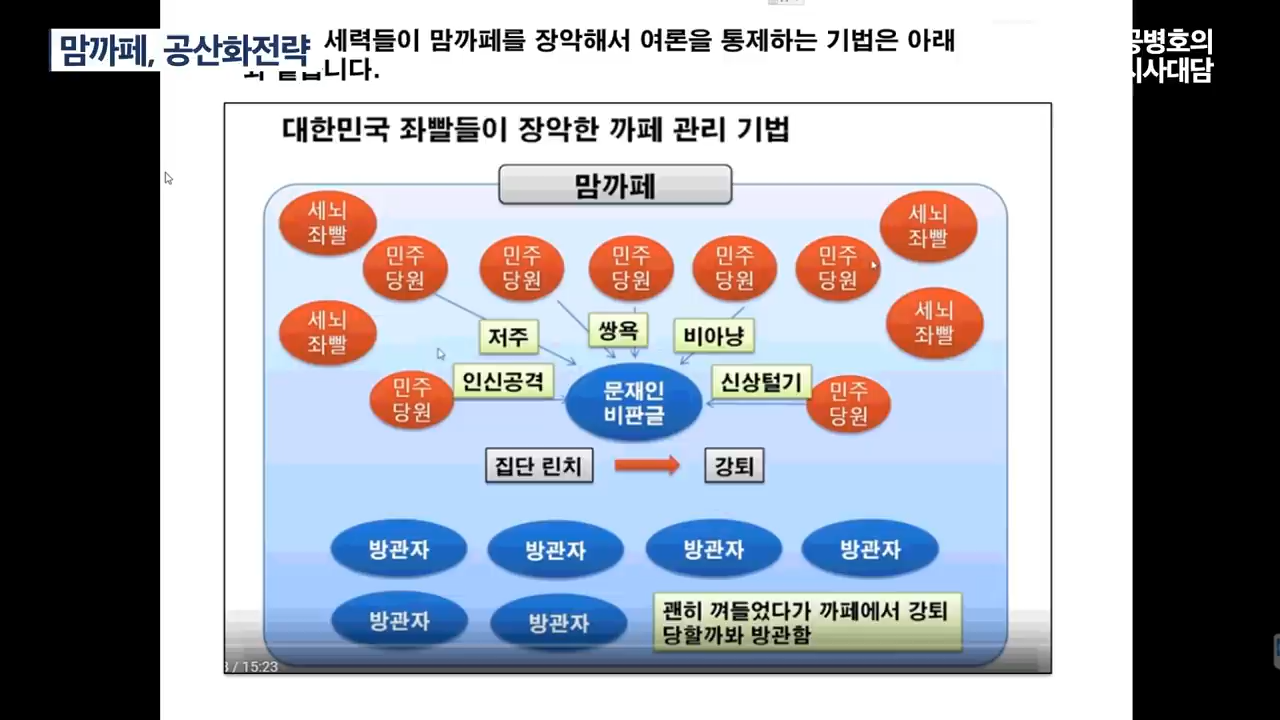 맘까페, 공산화전략
세력들이 맘까페를 장악해서 여론을 통제하는 기법은 아래
니다.
공병호의
시사대담
대한민국 좌빨들이 장악한 까페 관리 기법
맘까페
세뇌
좌빨
세뇌
좌빨
민주
당원
민주
당원
민주
당원
민주
당원
민주
당원
세뇌
좌빨
세뇌
좌빨
저주
쌍욕
비아냥
인신공격
문재인
비판글
신상털기
민주
당원
민주
당원
집단 린치
강퇴
방관자
방관자
방관자
방관자
방관자
방관자
괜히 껴들었다가 까페에서 강퇴
당할까봐 방관함
/ 15:23